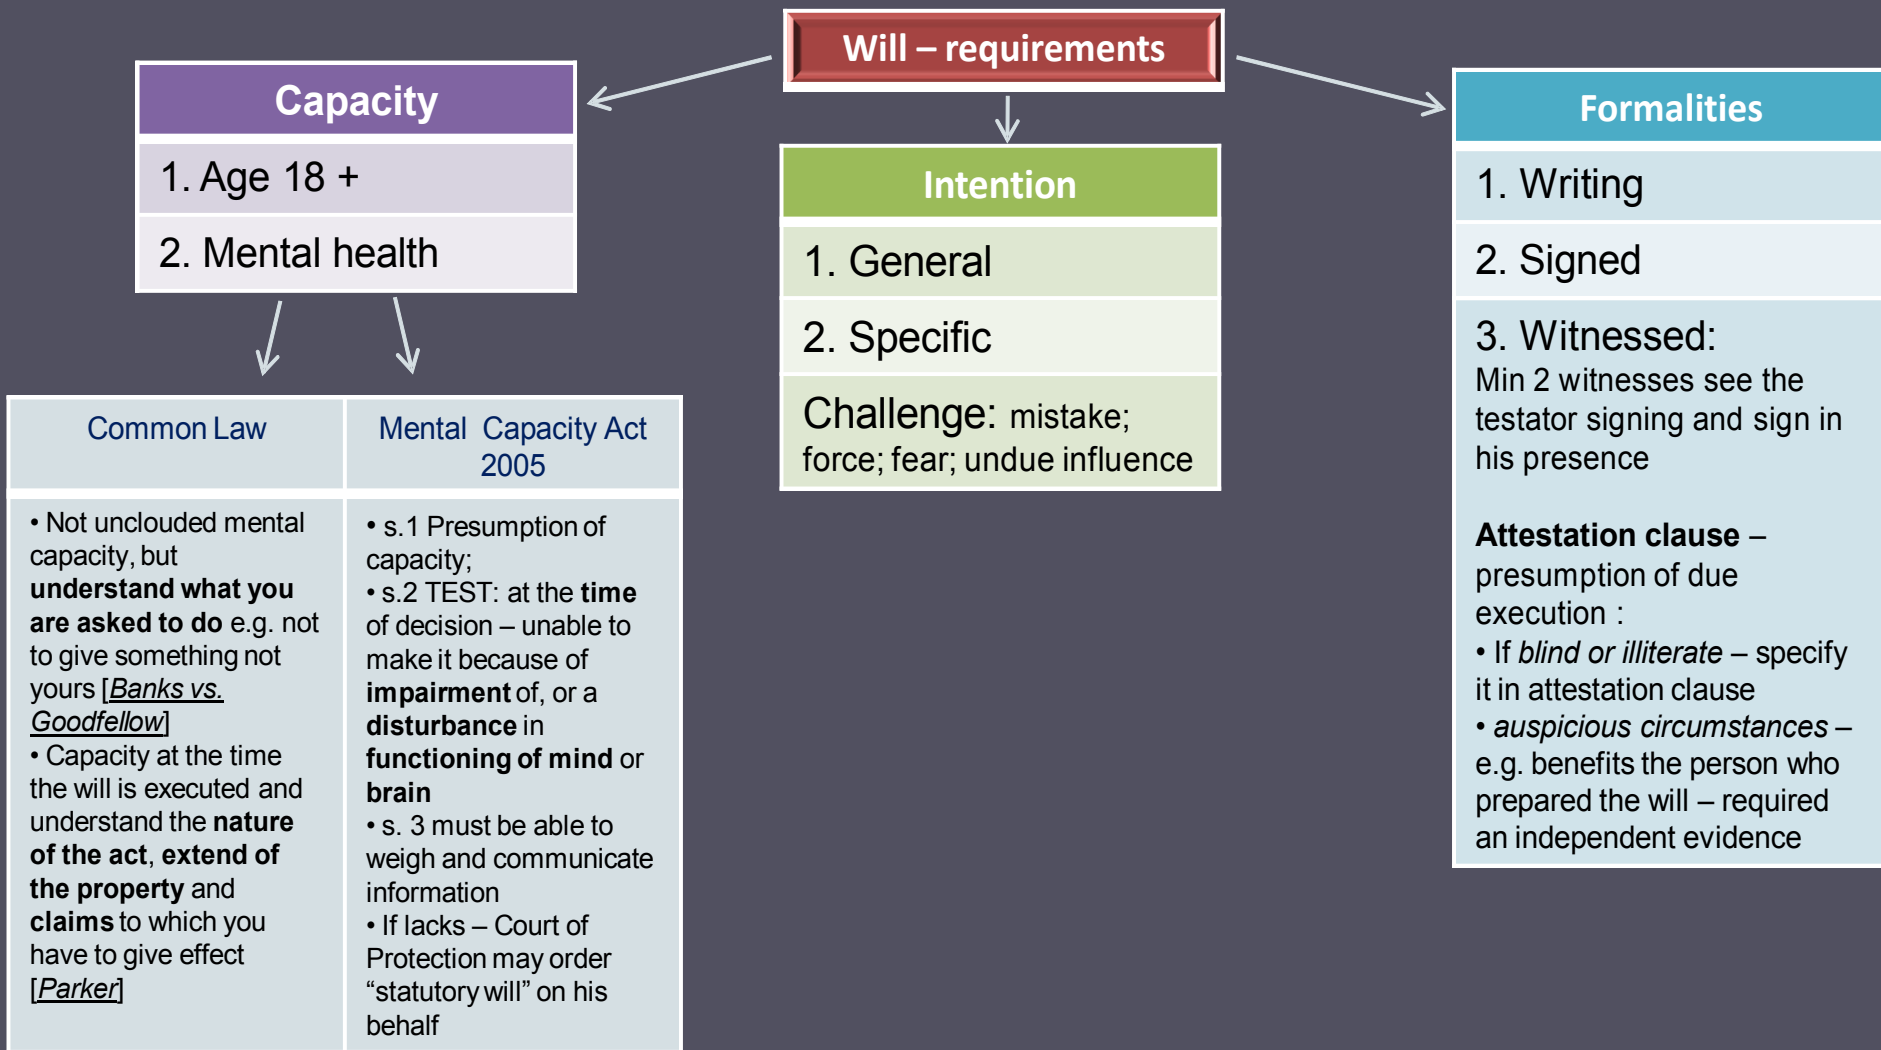 Will – requirements
Capacity
1. Age 18 +
2. Mental health
Common Law
• Not unclouded mental
capacity, but
understand what you
are asked to do e.g. not
to give something not
yours [Banks vs.
Goodfellow]
• Capacity at the time
the will is executed and
understand the nature
of the act, extend of
the property and
claims to which you
have to give effect
[Parker]
Mental Capacity Act
2005
• s.1 Presumption of
capacity;
• s.2 TEST: at the time
of decision – unable to
make it because of
impairment of, or a
disturbance in
functioning of mind or
brain
• s. 3 must be able to
weigh and communicate
information
• If lacks – Court of
Protection may order
“statutory will” on his
behalf
Intention
1. General
2. Specific
Challenge: mistake;
force; fear; undue influence
Formalities
1. Writing
2. Signed
3. Witnessed:
Min 2 witnesses see the
testator signing and sign in
his presence
Attestation clause –
presumption of due
execution :
• If blind or illiterate – specify
it in attestation clause
• auspicious circumstances –
e.g. benefits the person who
prepared the will – required
an independent evidence